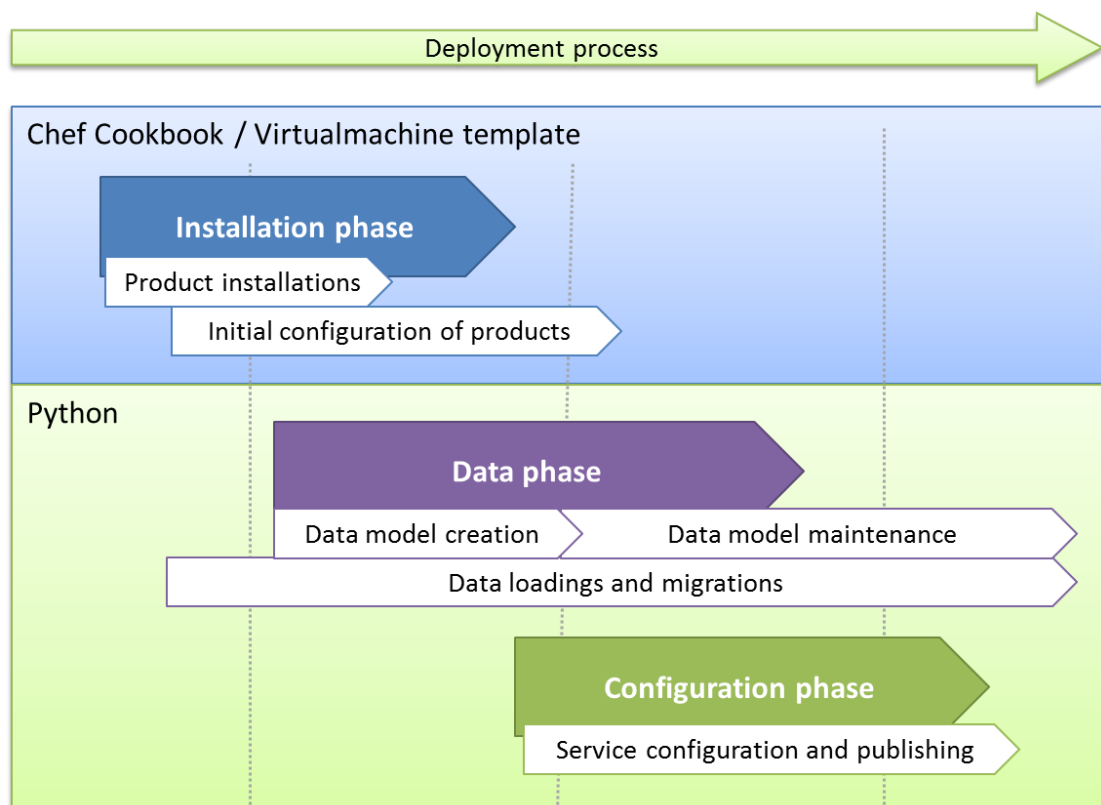 Deployment process
Chef Cookbook / Virtualmachine template
Installation phase
Product installations
Initial configuration of products
Python
Data phase
Data model creation
Data model maintenance
Data loadings and migrations
Configuration phase
Service configuration and publishing